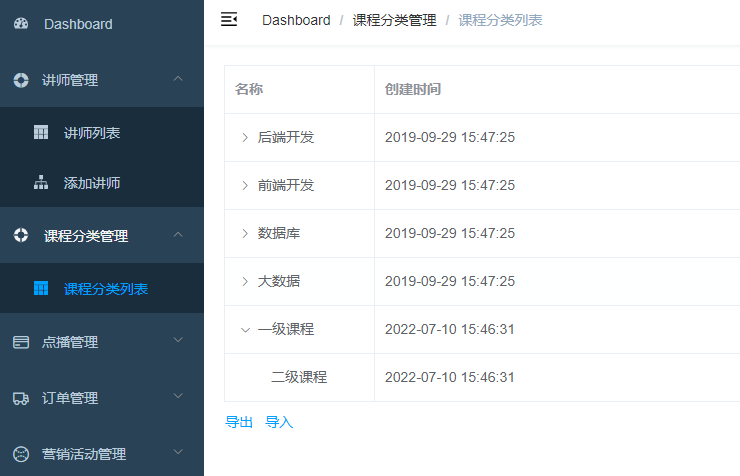 Dashboard
讲师管理
讲师列表
添加讲师
课程分类管理
课程分类列表
点播管理
订单管理
营销活动管理
Dashboard / 课程分类管理 / 课程分类列表
名称 创建时间
后端开发 2019-09-29 15:47:25
前端开发 2019-09-29 15:47:25
数据库 2019-09-29 15:47:25
大数据 2019-09-29 15:47:25
一级课程 2022-07-10 15:46:31
二级课程 2022-07-10 15:46:31
导出 导入